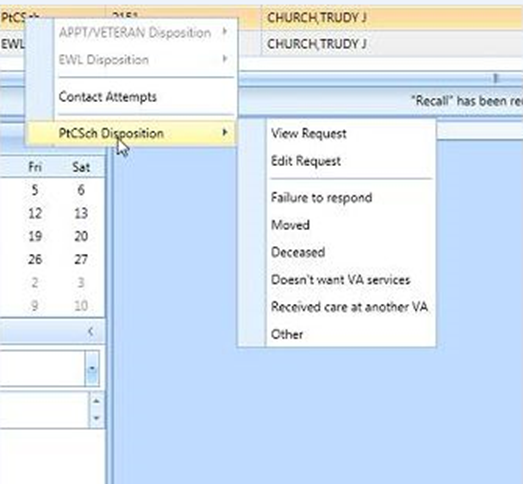 PtCSch 2151 CHURCH,TRUDY J
EWL CHURCH,TRUDY J
APPT/VETERAN Disposition
EWL Disposition
Contact Attempts
PtCSch Disposition
"Recall" has been re
View Request
Edit Request
Failure to respond
Moved
Deceased
Doesn't want VA services
Received care at another VA
Other
Fri Sat
5 6
12 13
19 20
26 27
2 3
9 10